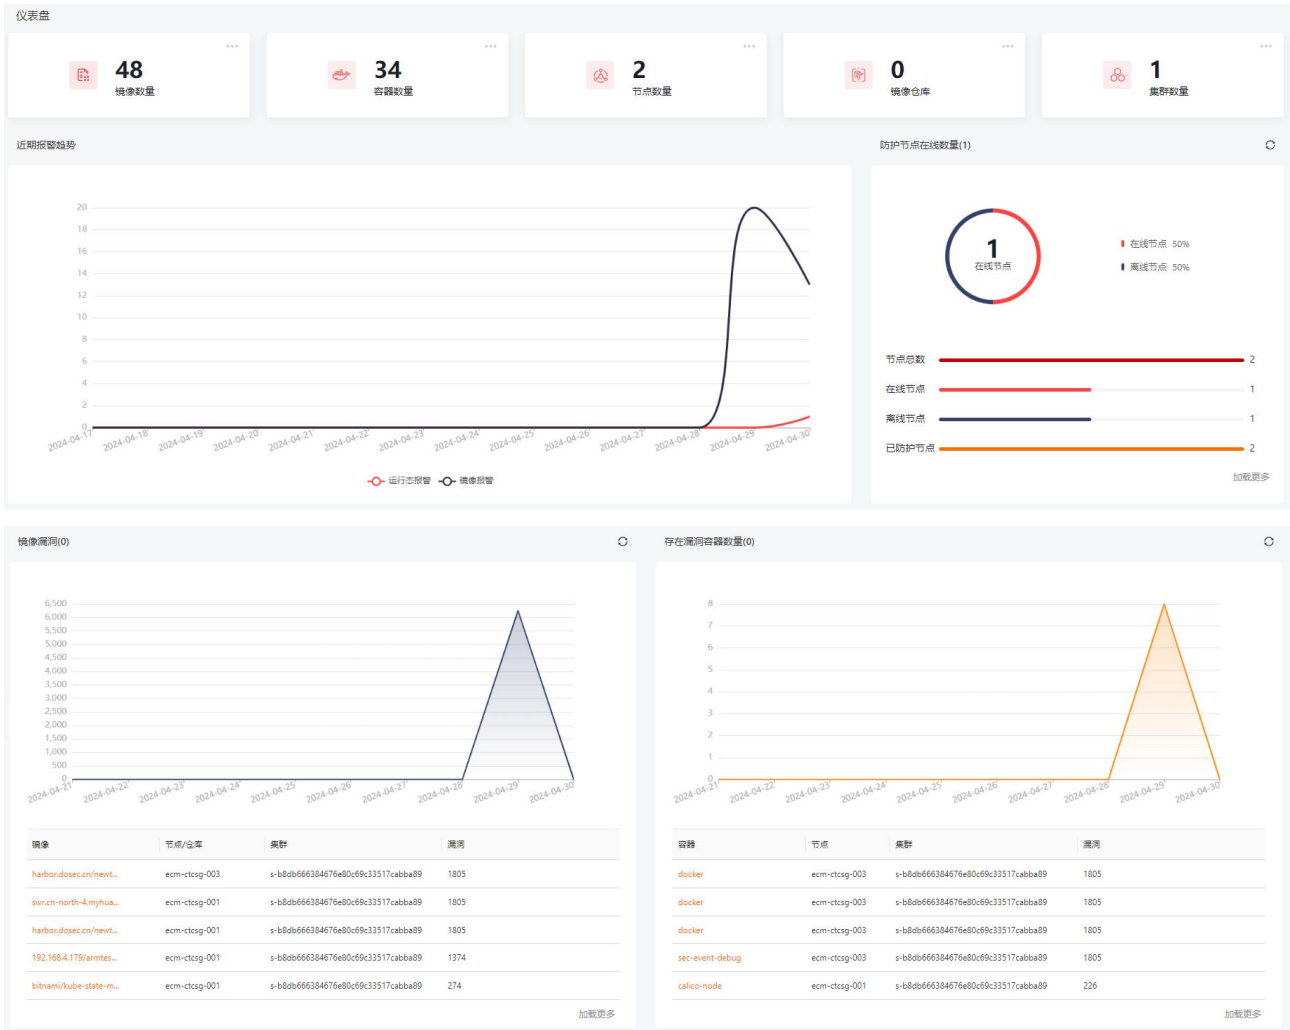 仪表盘
48
镜像数量
34
容器数量
2
节点数量
0
镜像仓库
1
集群数量
近期报警趋势
20
18
16
14
12
10
8
6
4
2
0
2024-04-17 2024-04-18 2024-04-19 2024-04-20 2024-04-21 2024-04-22 2024-04-23 2024-04-24 2024-04-25 2024-04-26 2024-04-27 2024-04-28 2024-04-29 2024-04-30
运行态报警 镜像报警
防护节点在线数量(1)
1
在线节点
在线节点 50%
离线节点 50%
节点总数 2
在线节点 1
离线节点 1
已防护节点 2
加载更多
镜像漏洞(0)
6,500
6,000
5,500
5,000
4,500
4,000
3,500
3,000
2,500
2,000
1,500
1,000
500
0
2024-04-21 2024-04-22 2024-04-23 2024-04-24 2024-04-25 2024-04-26 2024-04-27 2024-04-28 2024-04-29 2024-04-30
镜像 节点/仓库 集群 漏洞
harbor.dosec.cn/newt... ecm-ctcsg-003 s-b8db666384676e80c69c33517cabba89 1805
swr.cn-north-4.myhua... ecm-ctcsg-001 s-b8db666384676e80c69c33517cabba89 1805
harbor.dosec.cn/newt... ecm-ctcsg-001 s-b8db666384676e80c69c33517cabba89 1805
192.168.4.179/armtes... ecm-ctcsg-001 s-b8db666384676e80c69c33517cabba89 1374
bitnami/kube-state-m... ecm-ctcsg-001 s-b8db666384676e80c69c33517cabba89 274
加载更多
存在漏洞容器数量(0)
8
7
6
5
4
3
2
1
0
2024-04-21 2024-04-22 2024-04-23 2024-04-24 2024-04-25 2024-04-26 2024-04-27 2024-04-28 2024-04-29 2024-04-30
容器 节点 集群 漏洞
docker ecm-ctcsg-003 s-b8db666384676e80c69c33517cabba89 1805
docker ecm-ctcsg-003 s-b8db666384676e80c69c33517cabba89 1805
docker ecm-ctcsg-003 s-b8db666384676e80c69c33517cabba89 1805
sec-event-debug ecm-ctcsg-003 s-b8db666384676e80c69c33517cabba89 1805
calico-node ecm-ctcsg-001 s-b8db666384676e80c69c33517cabba89 226
加载更多